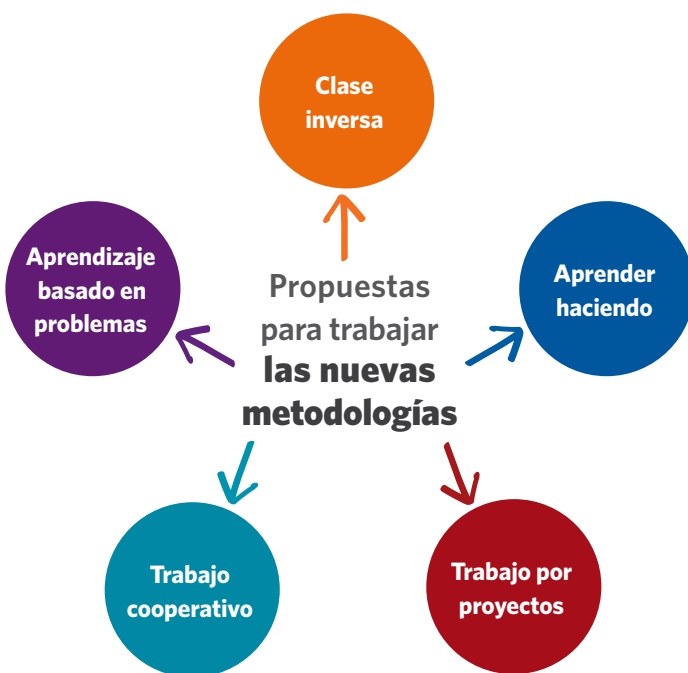 Clase
inversa
Aprendizaje
basado en
problemas
Propuestas
para trabajar
las nuevas
metodologías
Aprender
haciendo
Trabajo
cooperativo
Trabajo por
proyectos